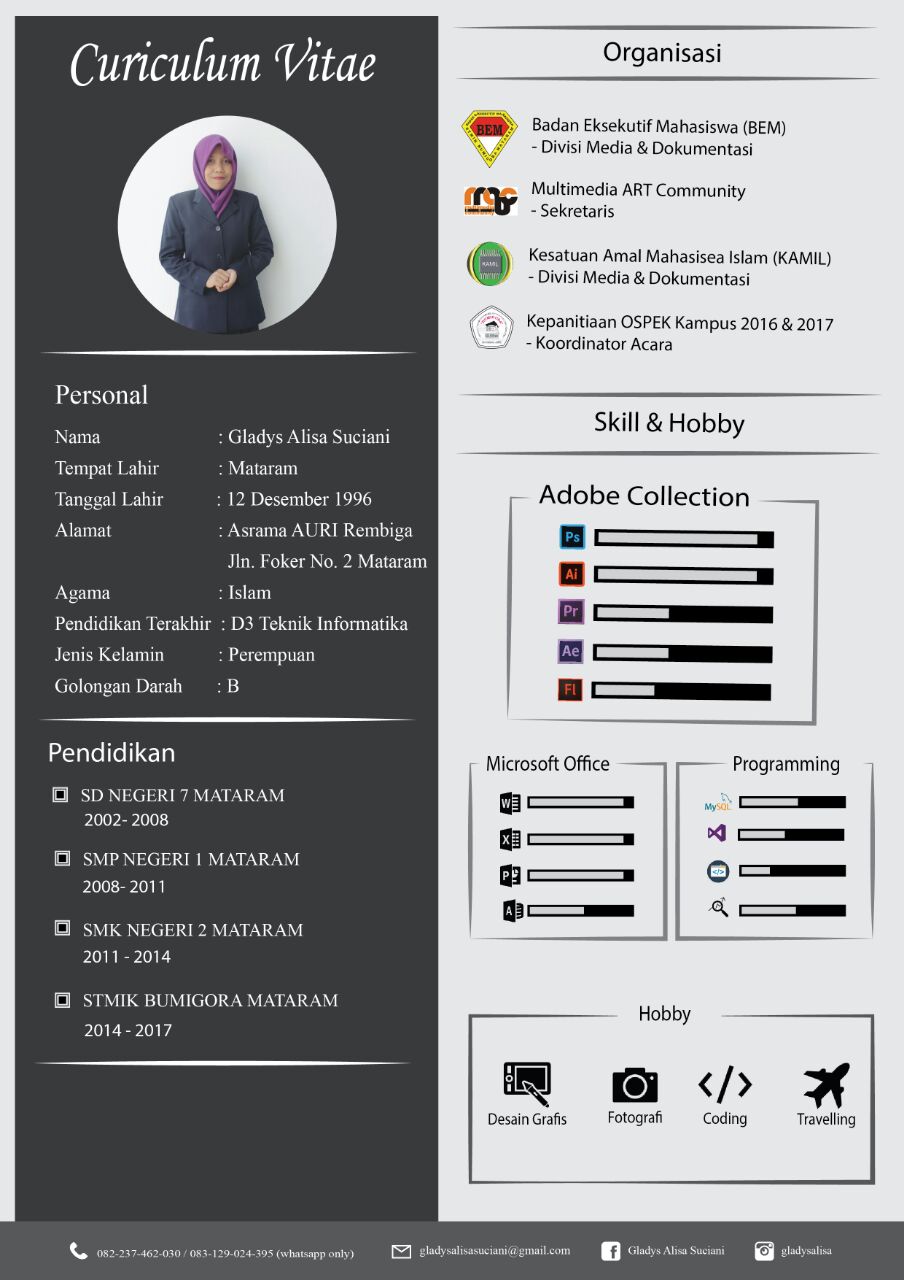 Curiculum Vitae
Personal
Nama : Gladys Alisa Suciani
Tempat Lahir : Mataram
Tanggal Lahir : 12 Desember 1996
Alamat : Asrama AURI Rembiga
Jln. Foker No. 2 Mataram
Agama : Islam
Pendidikan Terakhir : D3 Teknik Informatika
Jenis Kelamin : Perempuan
Golongan Darah : B
Pendidikan
SD NEGERI 7 MATARAM
2002- 2008
SMP NEGERI 1 MATARAM
2008- 2011
SMK NEGERI 2 MATARAM
2011 - 2014
STMIK BUMIGORA MATARAM
2014 - 2017
Organisasi
BEM
Badan Eksekutif Mahasiswa (BEM)
- Divisi Media & Dokumentasi
Multimedia ART Community
- Sekretaris
KAMIL
Kesatuan Amal Mahasisea Islam (KAMIL)
- Divisi Media & Dokumentasi
Kepanitiaan OSPEK Kampus 2016 & 2017
- Koordinator Acara
Skill & Hobby
Adobe Collection
Ps
Ai
Pr
Ae
Fl
Microsoft Office
W
X
P
A
Programming
MySQL
Hobby
Desain Grafis
Fotografi
Coding
Travelling
082-237-462-030 / 083-129-024-395 (whatsapp only)
gladysalisasuciani@gmail.com
Gladys Alisa Suciani
gladysalisa